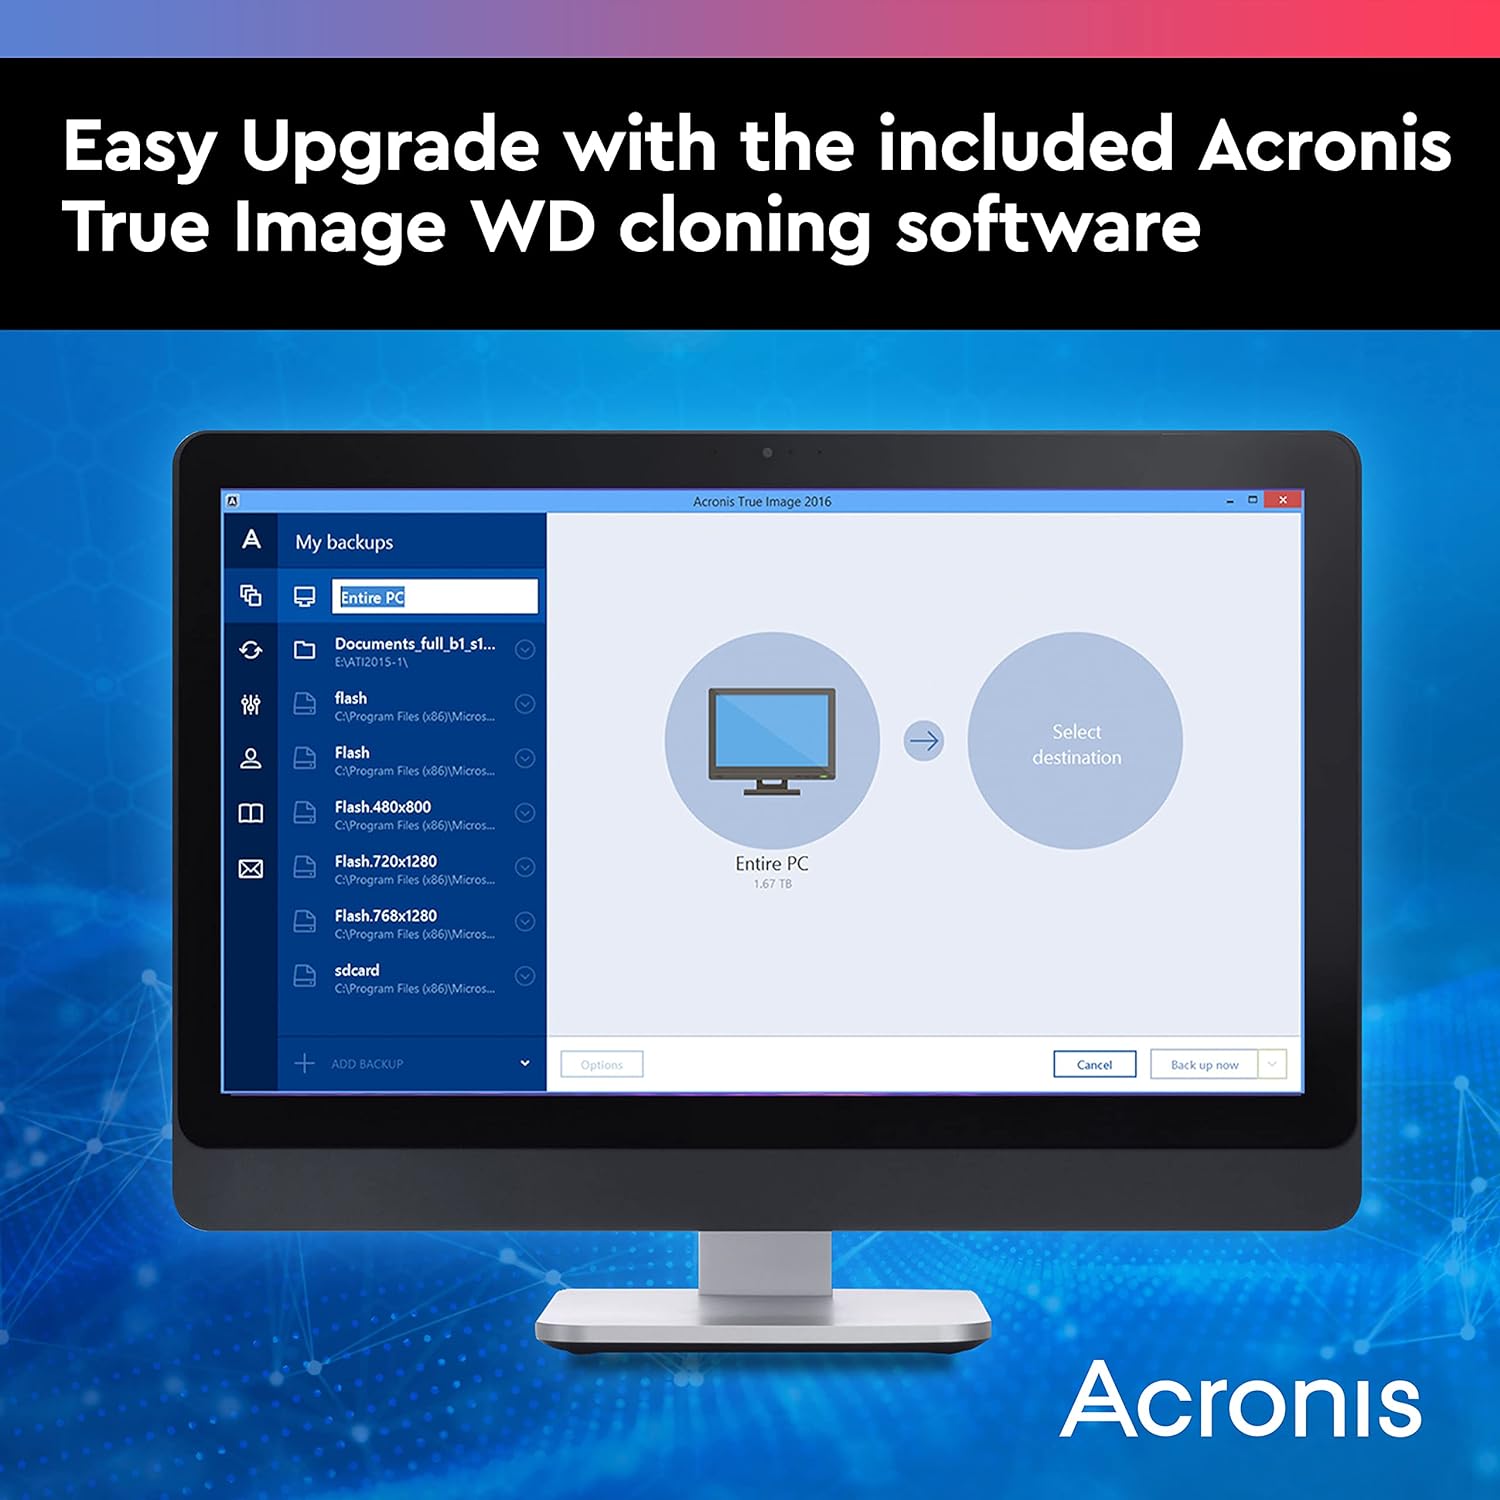 Easy Upgrade with the included Acronis
True Image WD cloning software
Acronis True Image 2016
A
My backups
Entire PC
Documents_full_b1_s1...
E:\ATI2015-1\
flash
C:\Program Files (x86)\Micros...
Flash
C:\Program Files (x86)\Micros...
Flash.480x800
C:\Program Files (x86)\Micros...
Flash.720x1280
C:\Program Files (x86)\Micros...
Flash.768x1280
C:\Program Files (x86)\Micros...
sdcard
C:\Program Files (x86)\Micros...
ADD BACKUP
Select
destination
Entire PC
1.67 TB
Options
Cancel
Back up now
Acronis